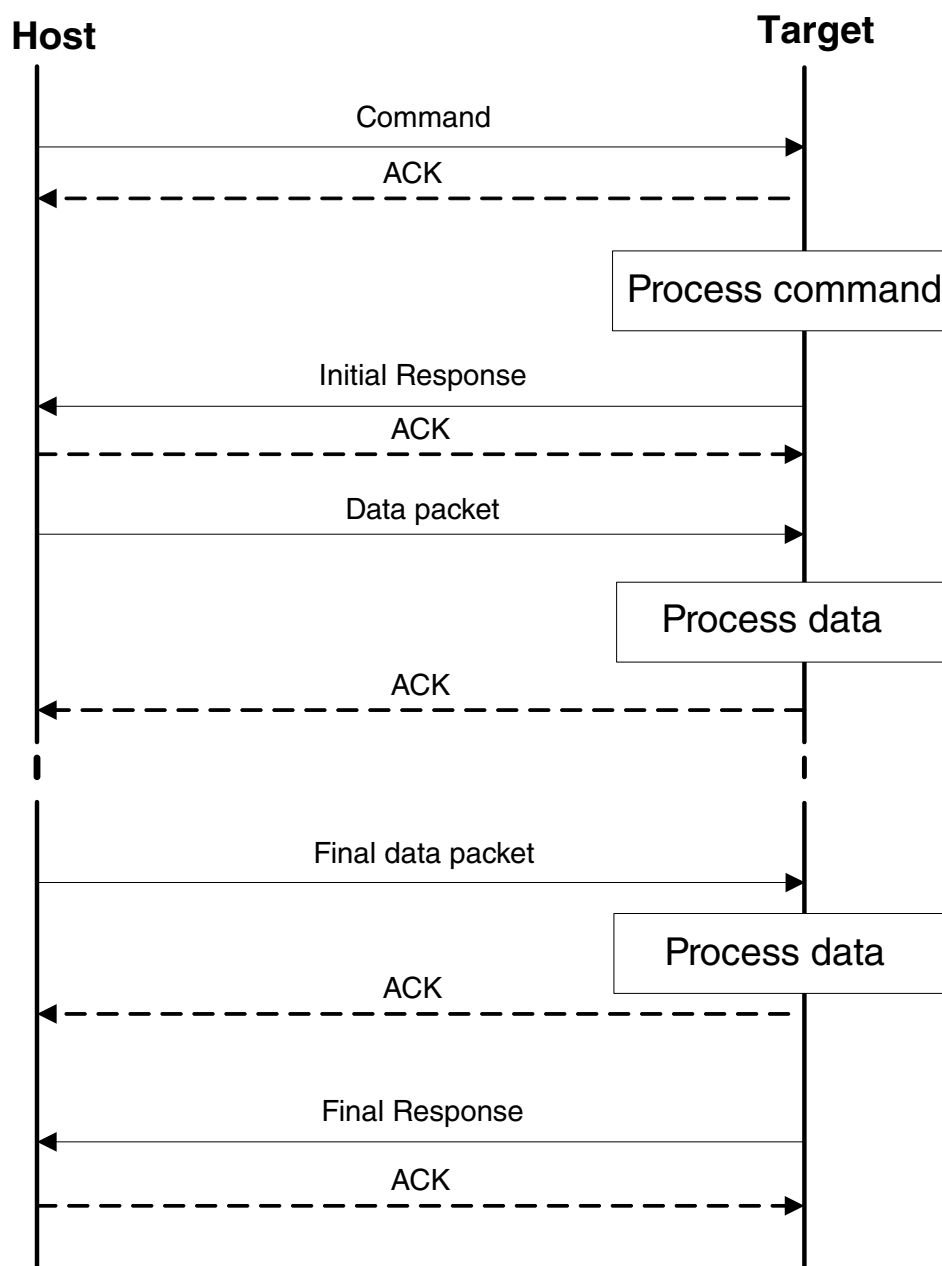 Host
Target
Command
ACK
Process command
Initial Response
ACK
Data packet
Process data
ACK
Final data packet
Process data
ACK
Final Response
ACK